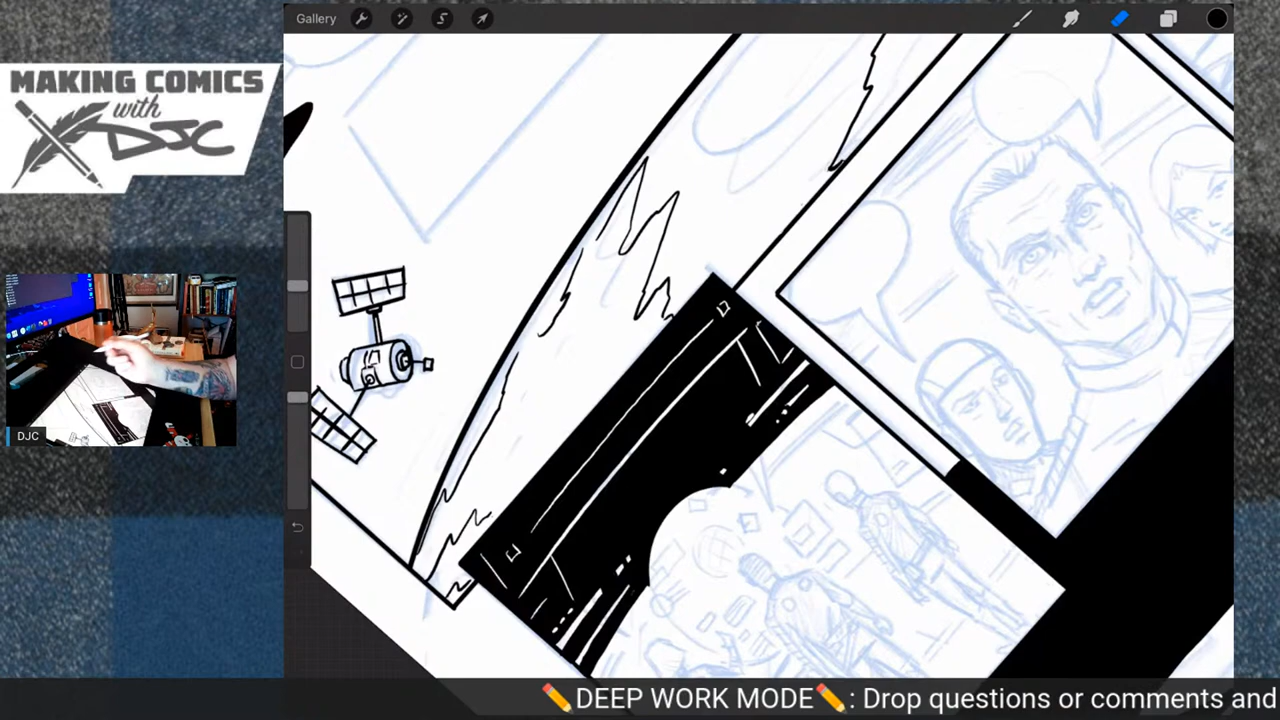 Gallery
MAKING COMICS
with
DJC
DJC
✏️DEEP WORK MODE✏️: Drop questions or comments and